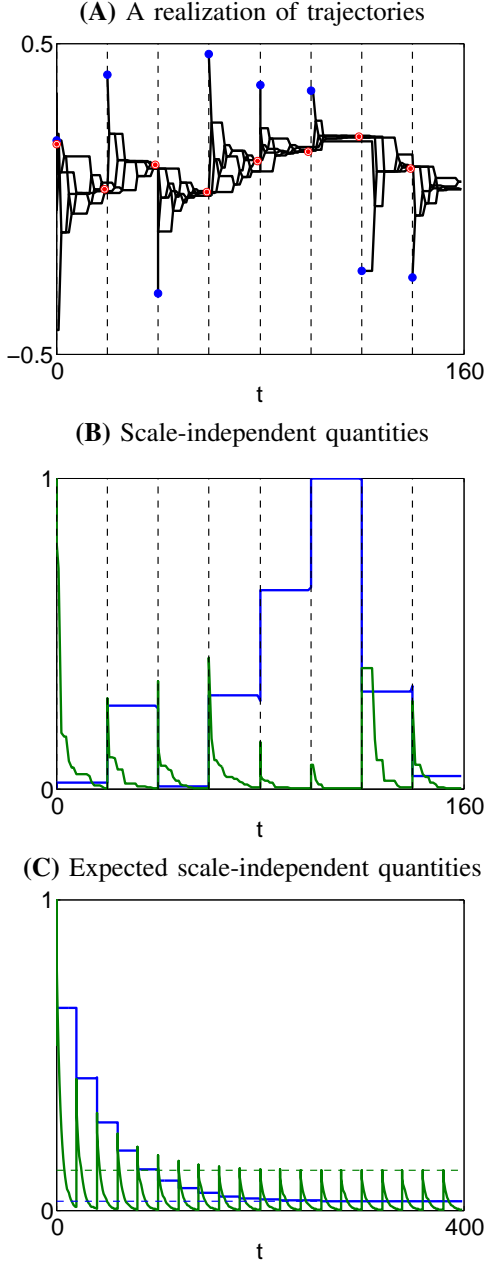 (A) A realization of trajectories
0.5
−0.5
0
160
t
(B) Scale-independent quantities
1
0
0
160
t
(C) Expected scale-independent quantities
1
0
0
400
t